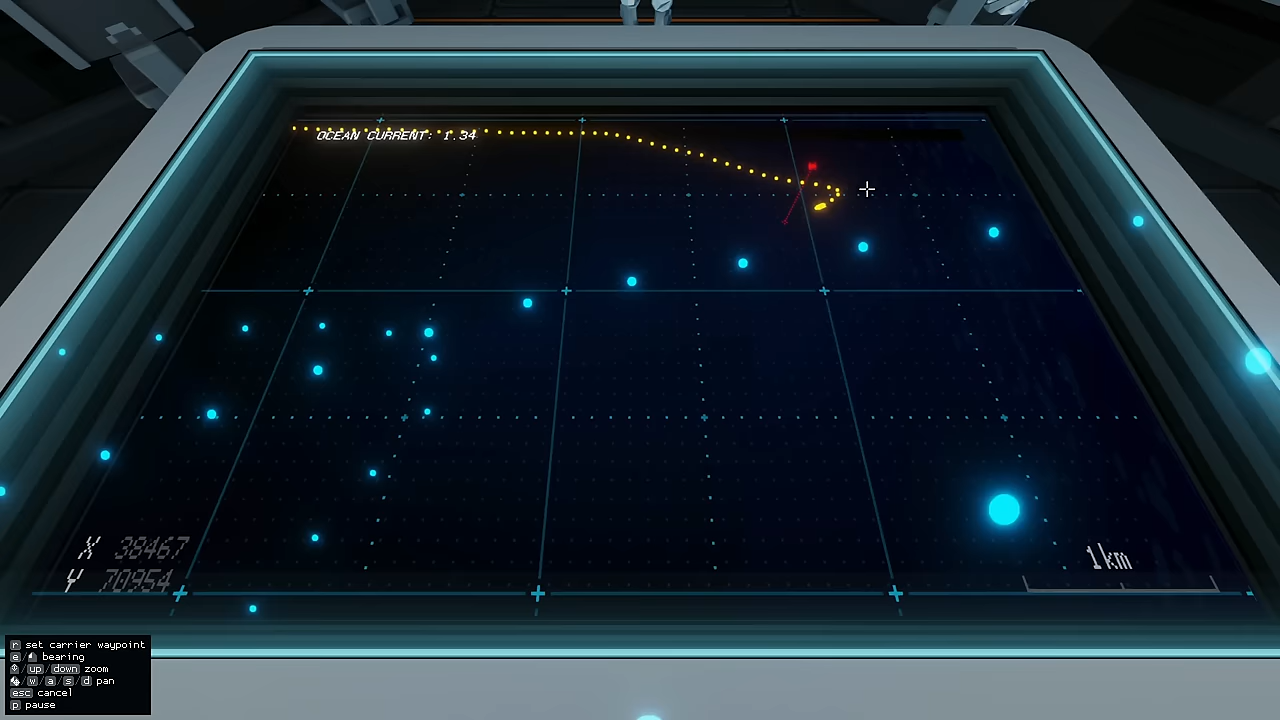 OCEAN CURRENT: 1.34
X 38467
Y 70954
1km
r set carrier waypoint
e / bearing
/ up / down zoom
/ w / a / s / d pan
esc cancel
p pause